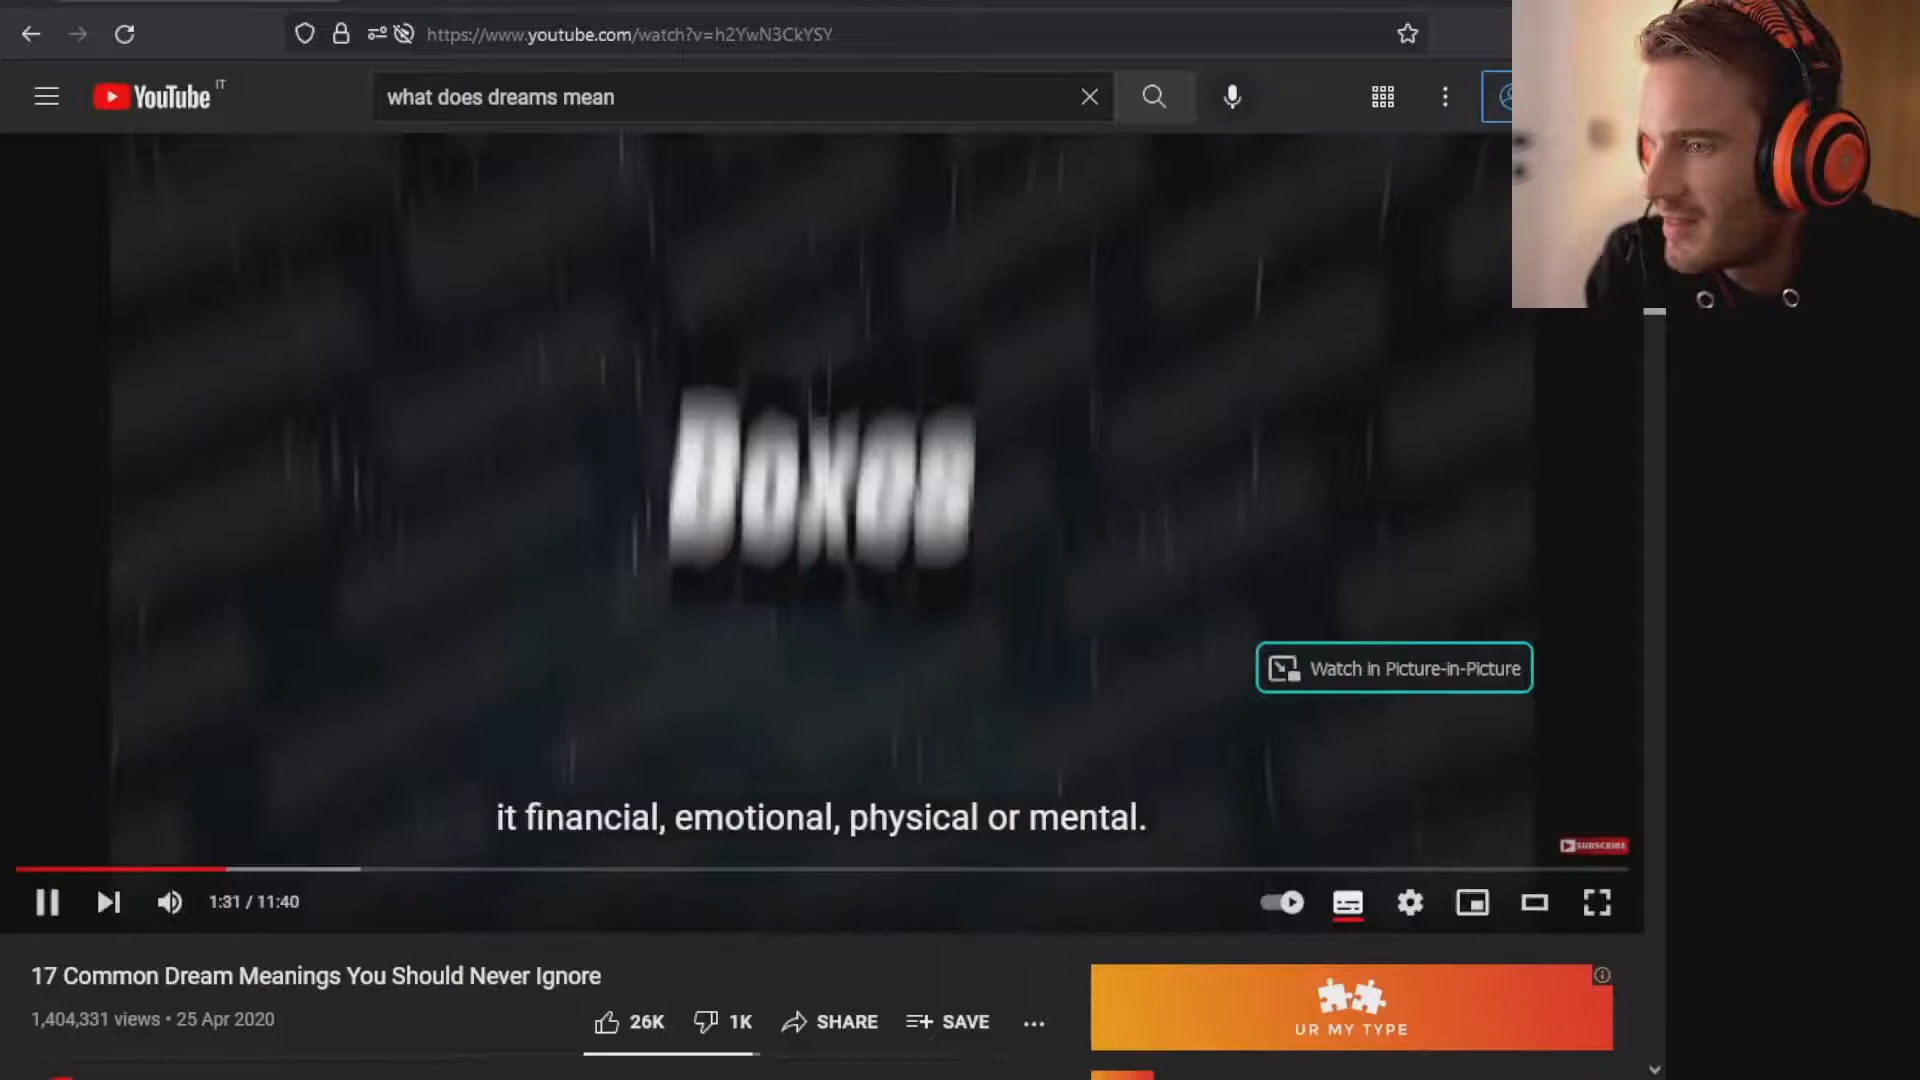 https://www.youtube.com/watch?v=h2YwN3CkYSY
YouTube IT
what does dreams mean
Watch in Picture-in-Picture
it financial, emotional, physical or mental.
SUBSCRIBE
1:31 / 11:40
17 Common Dream Meanings You Should Never Ignore
1,404,331 views • 25 Apr 2020
26K
1K
SHARE
SAVE
UR MY TYPE